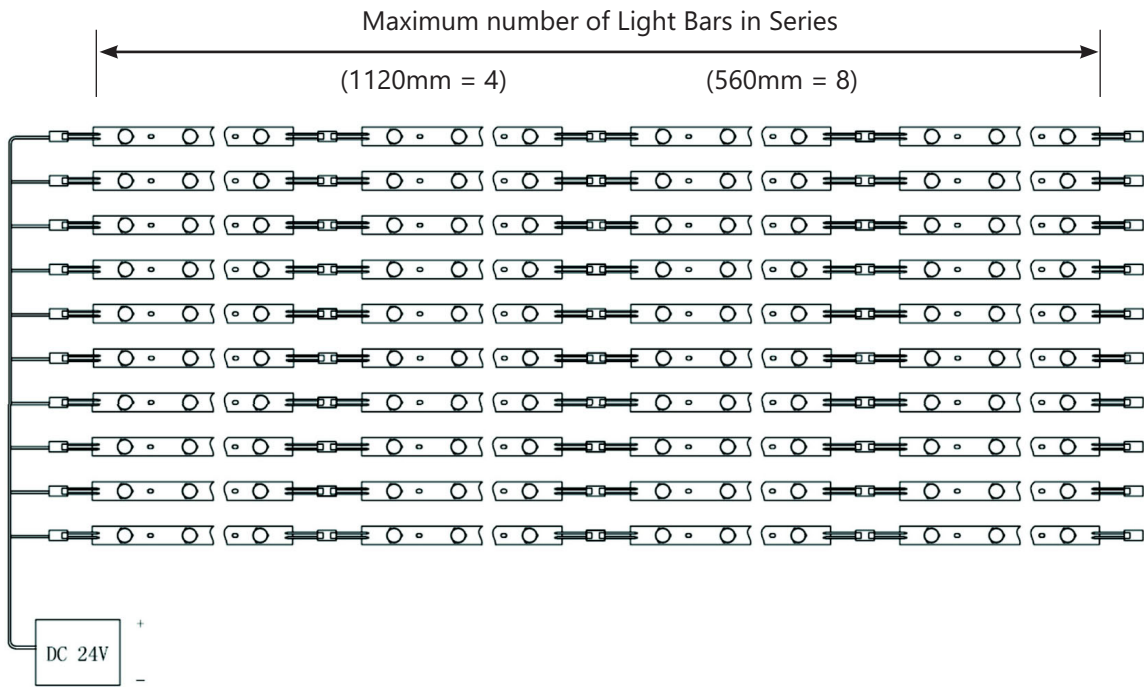 Maximum number of Light Bars in Series
(1120mm = 4) (560mm = 8)
+
DC 24V
−